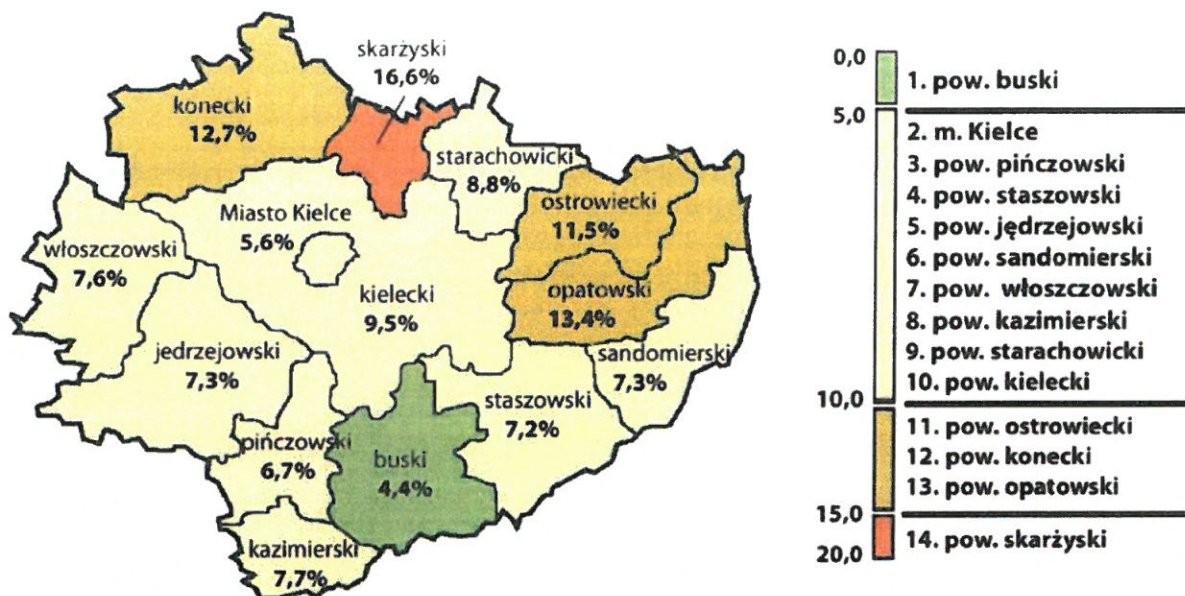 skarżyski
16,6%
konecki
12,7%
starachowicki
8,8%
Miasto Kielce
5,6%
ostrowiecki
11,5%
włoszczowski
7,6%
kielecki
9,5%
opatowski
13,4%
jedrzejowski
7,3%
sandomierski
7,3%
staszowski
7,2%
pińczowski
6,7%
buski
4,4%
kazimierski
7,7%
0,0
1. pow. buski
5,0
2. m. Kielce
3. pow. pińczowski
4. pow. staszowski
5. pow. jędrzejowski
6. pow. sandomierski
7. pow. włoszczowski
8. pow. kazimierski
9. pow. starachowicki
10. pow. kielecki
10,0
11. pow. ostrowiecki
12. pow. konecki
13. pow. opatowski
15,0
14. pow. skarżyski
20,0